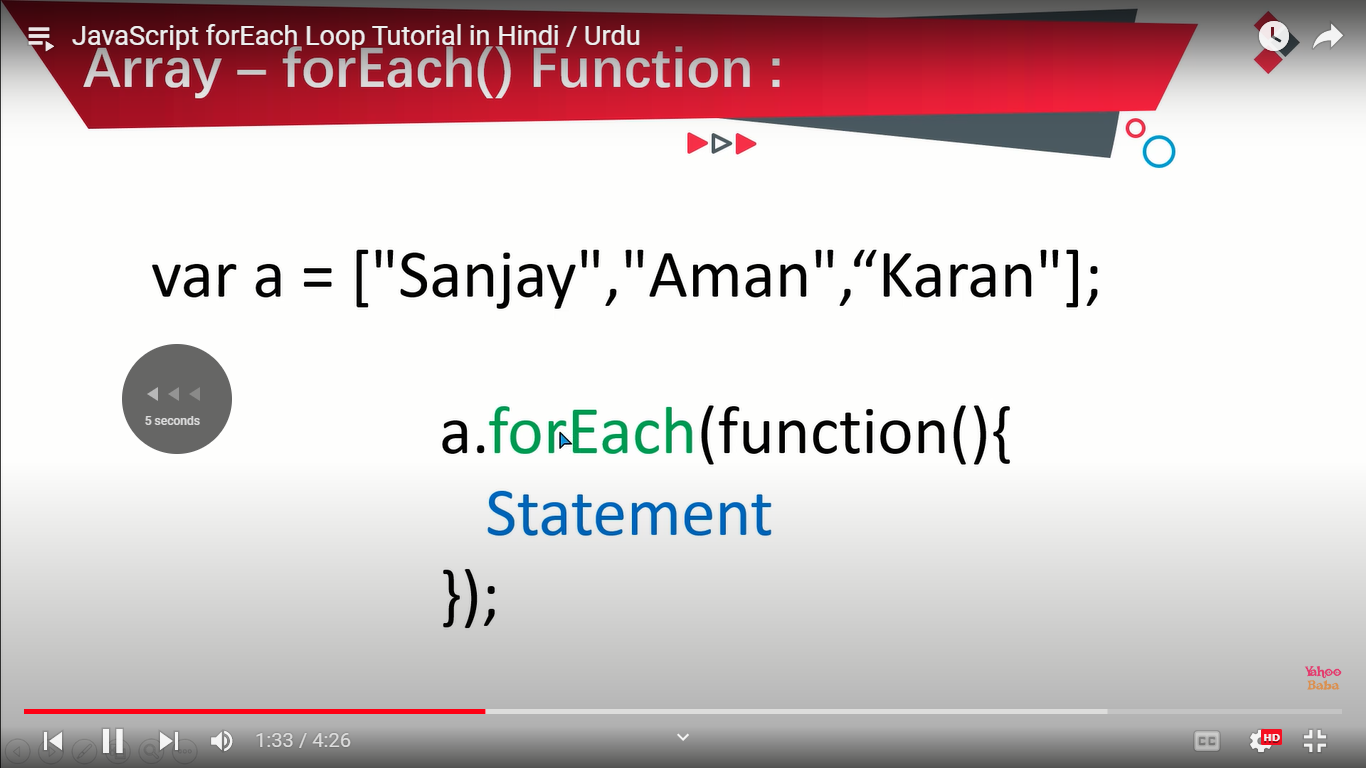 JavaScript forEach Loop Tutorial in Hindi / Urdu
Array – forEach() Function :
var a = ["Sanjay","Aman",“Karan"];
5 seconds
a.forEach(function(){
Statement
});
Yahoo
Baba
1:33 / 4:26
CC
HD